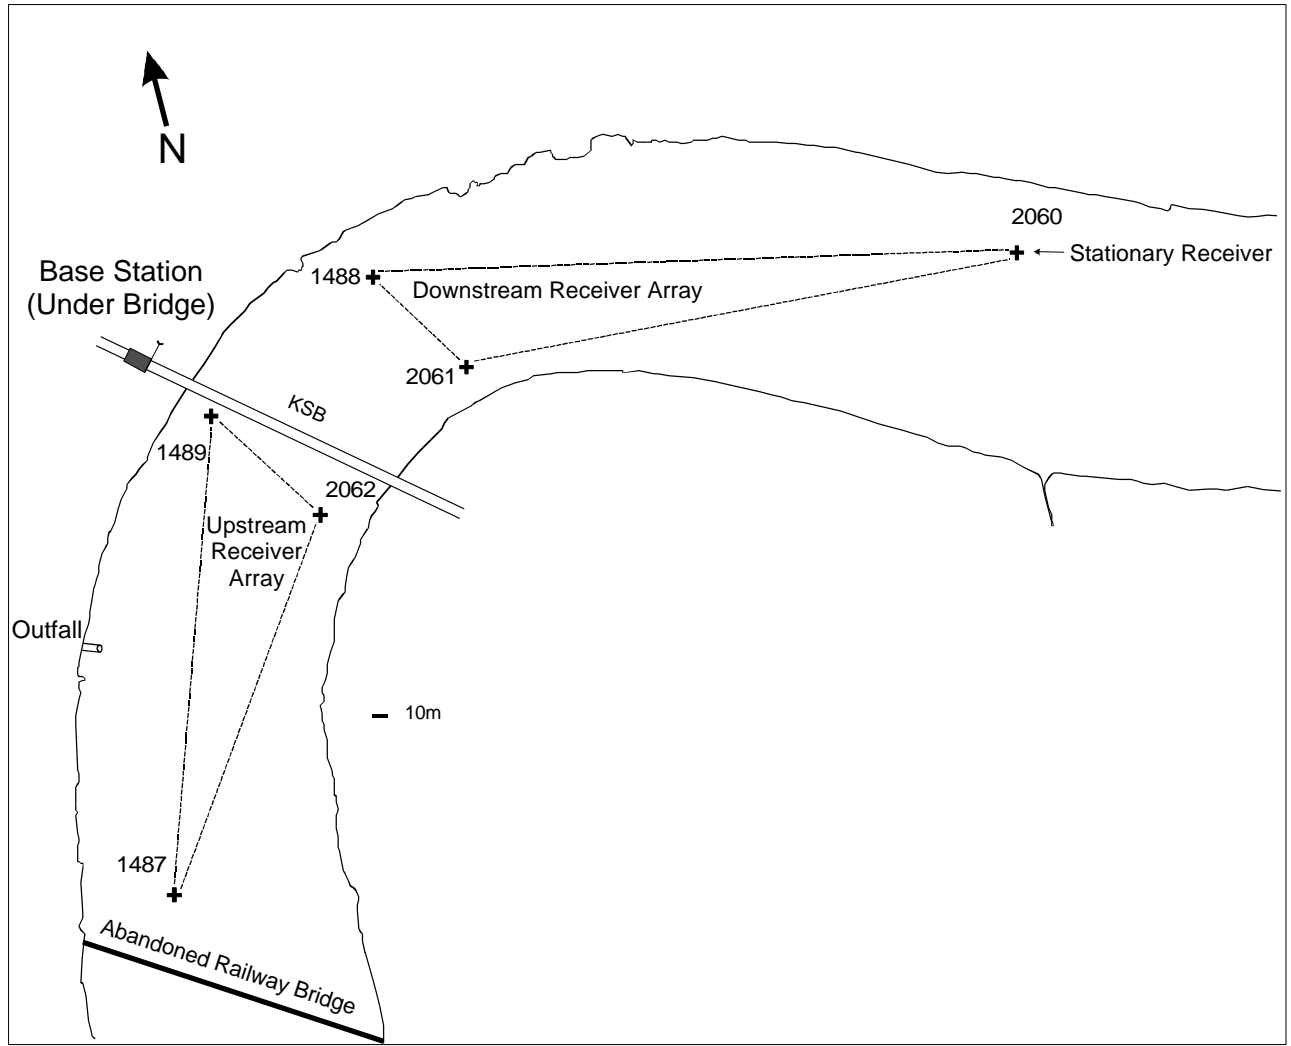 N
2060
Stationary Receiver
Base Station
(Under Bridge)
1488
Downstream Receiver Array
2061
KSB
1489
2062
Upstream
Receiver
Array
Outfall
10m
1487
Abandoned Railway Bridge